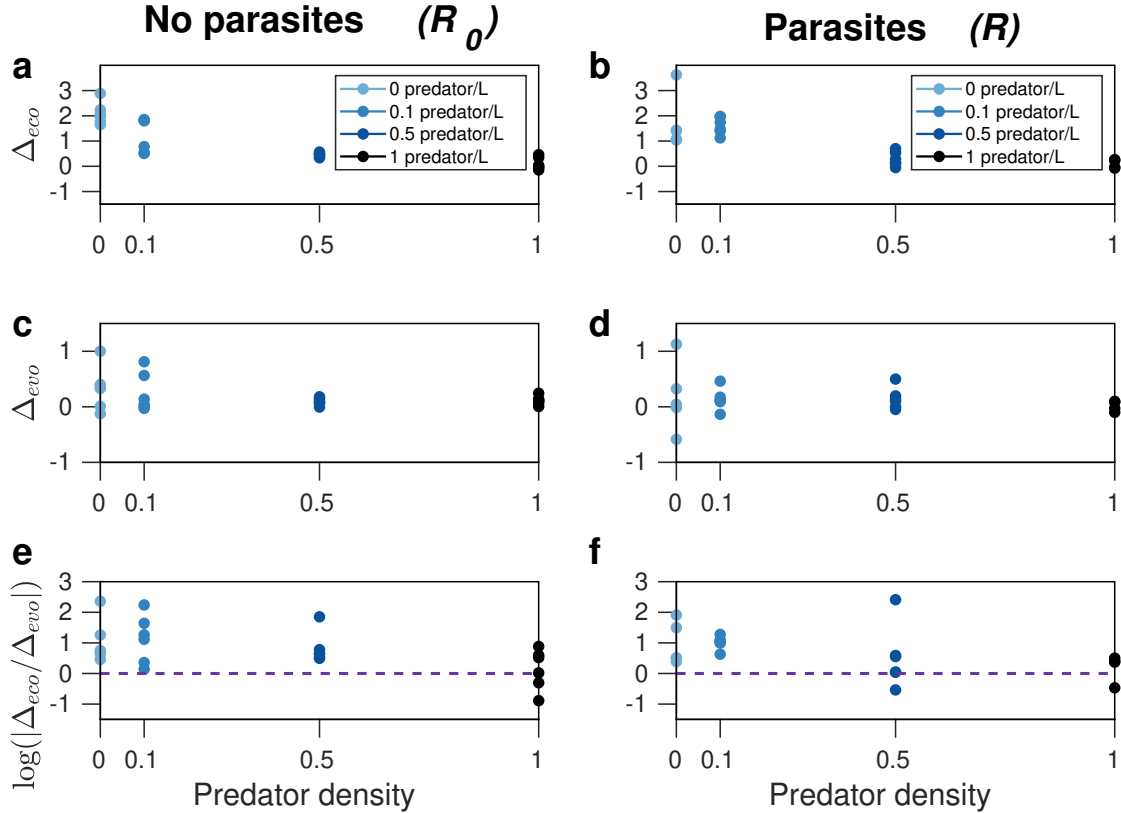 No parasites (R_0)
Parasites (R)
a
Δeco
3
2
1
0
-1
0 0.1 0.5 1
0 predator/L
0.1 predator/L
0.5 predator/L
1 predator/L
b
3
2
1
0
-1
0 0.1 0.5 1
0 predator/L
0.1 predator/L
0.5 predator/L
1 predator/L
c
Δevo
1
0
-1
0 0.1 0.5 1
d
1
0
-1
0 0.1 0.5 1
e
log(|Δeco/Δevo|)
3
2
1
0
-1
0 0.1 0.5 1
Predator density
f
3
2
1
0
-1
0 0.1 0.5 1
Predator density